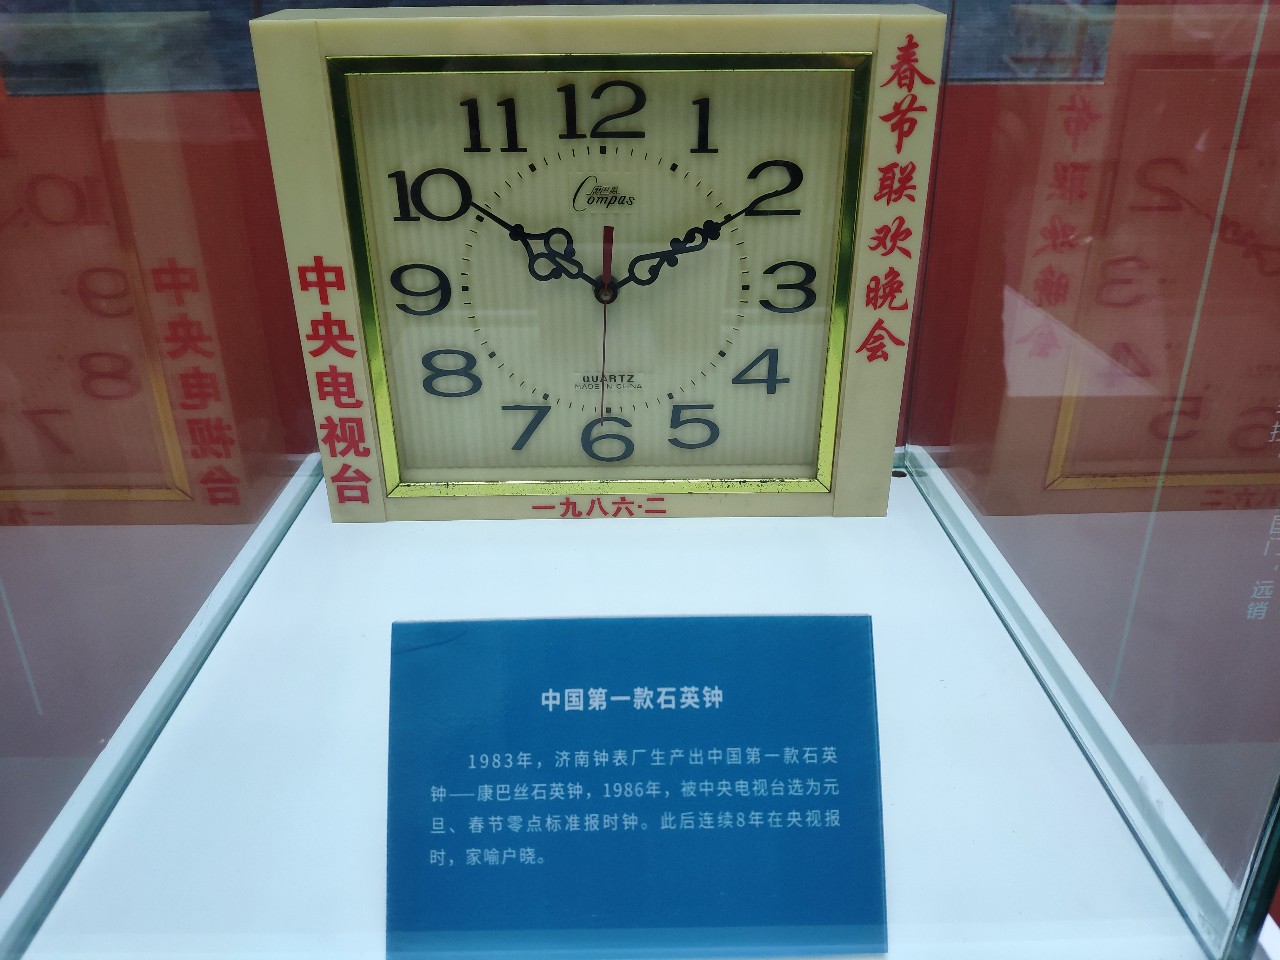 春节联欢晚会
中央电视台
11 12 1
10 2
9 3
8 4
7 6 5
康巴丝
Compas
QUARTZ
MADE IN CHINA
一九八六·二
中国第一款石英钟
1983年，济南钟表厂生产出中国第一款石英
钟——康巴丝石英钟，1986年，被中央电视台选为元
旦、春节零点标准报时钟。此后连续8年在央视报
时，家喻户晓。
远销